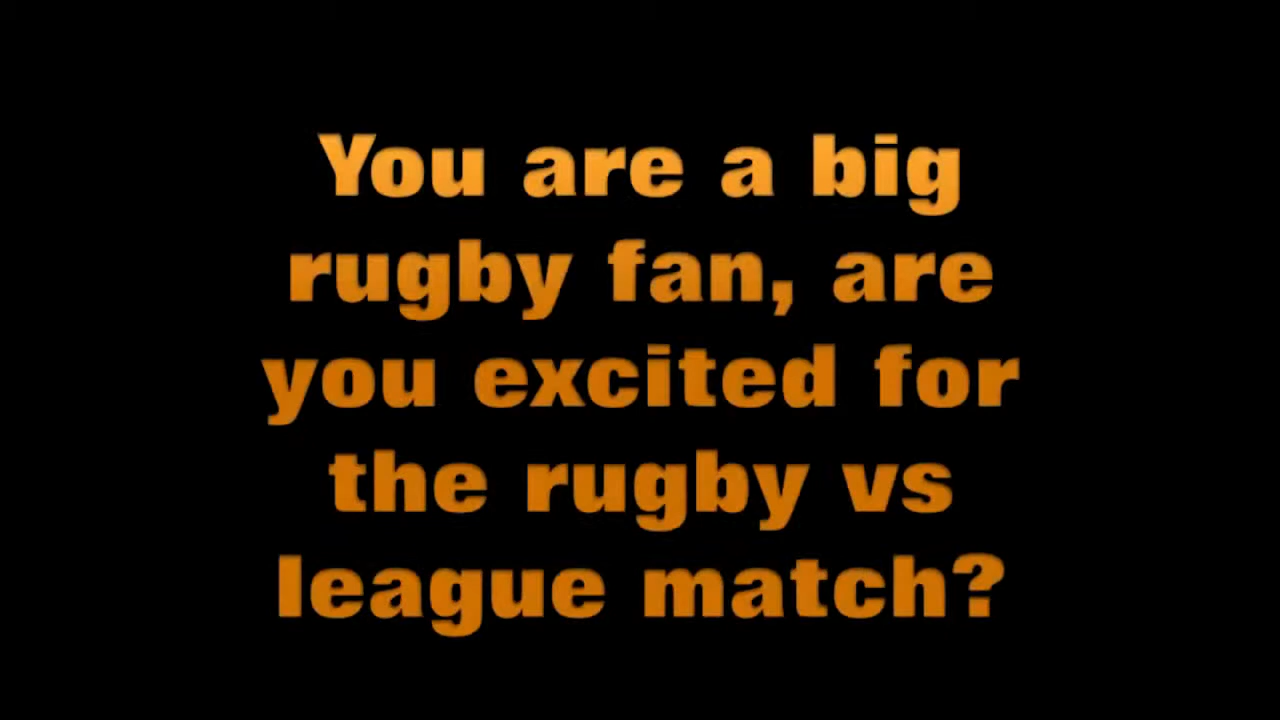 You are a big
rugby fan, are
you excited for
the rugby vs
league match?